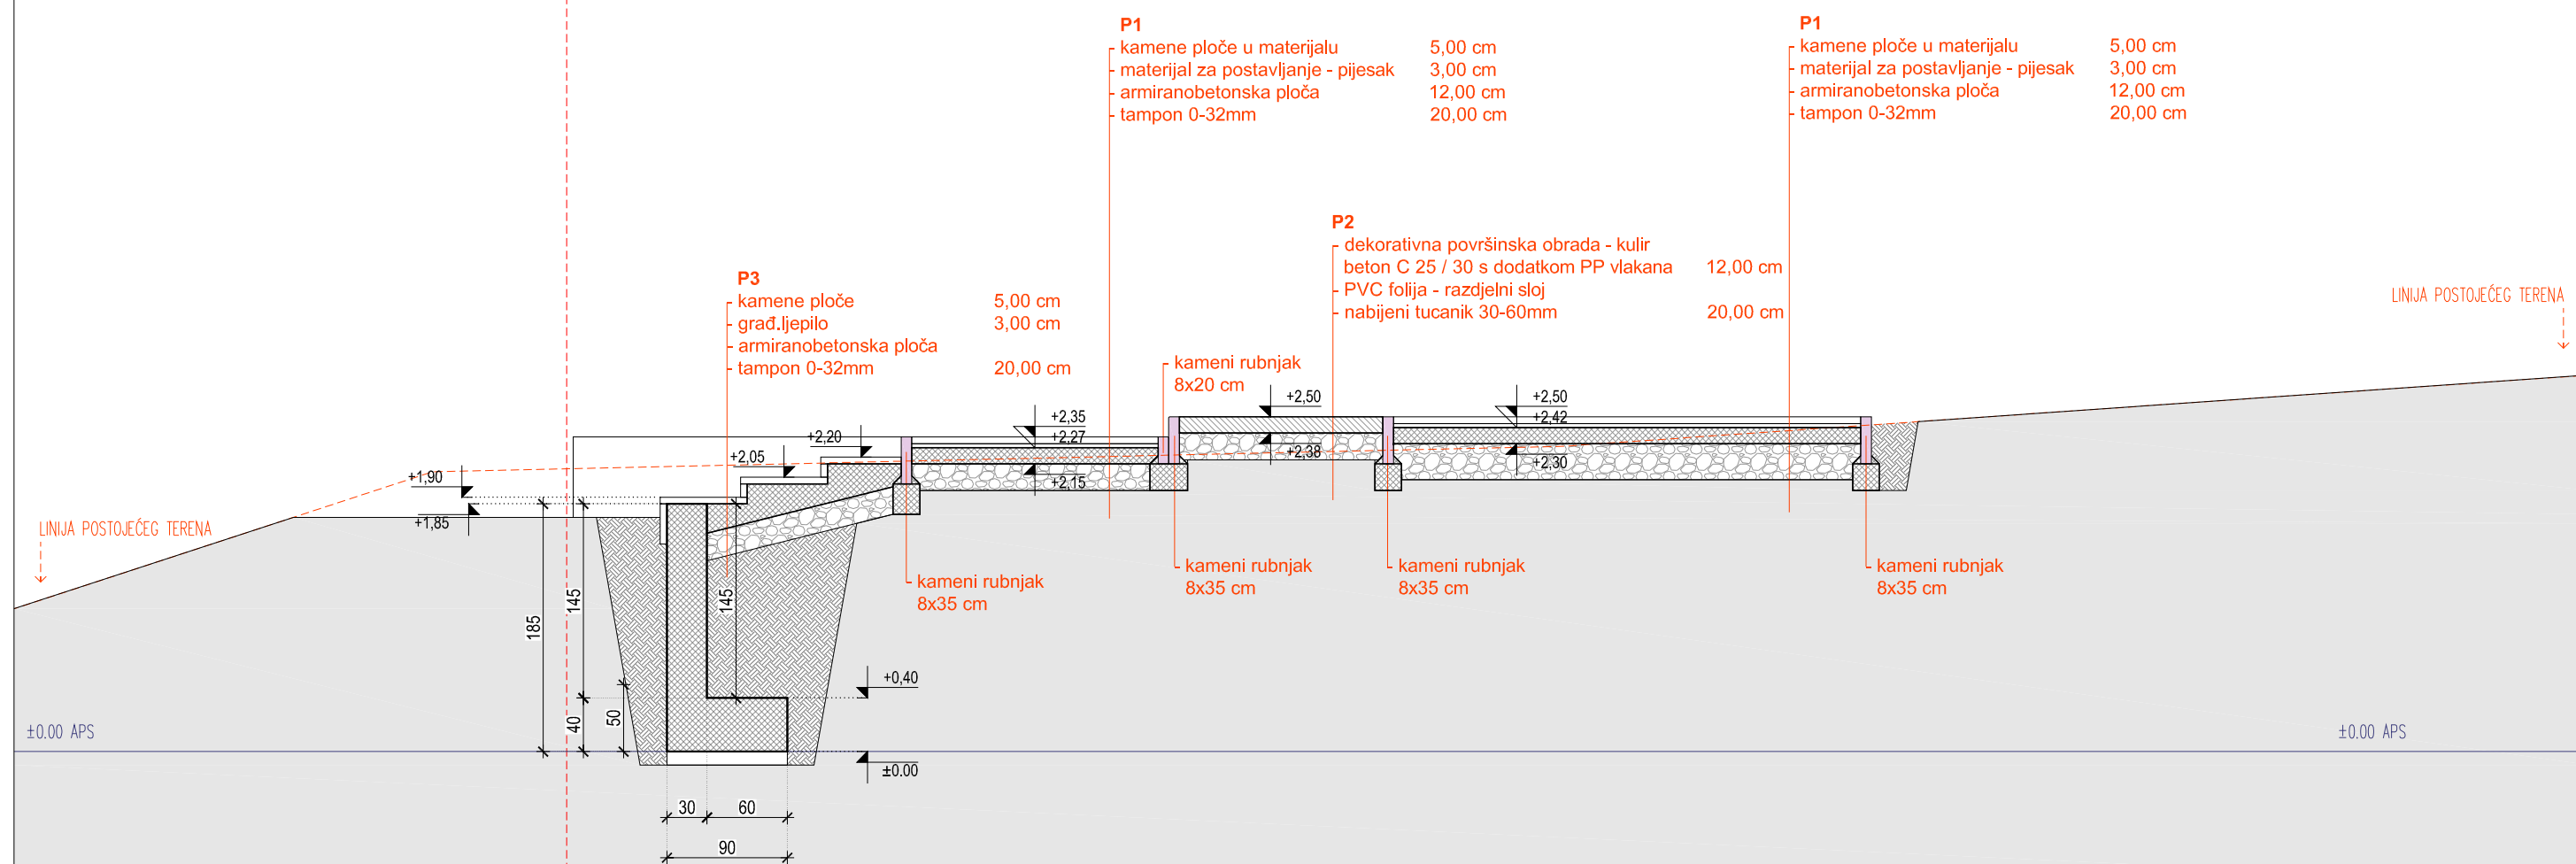 P1
kamene ploče u materijalu 5,00 cm
materijal za postavljanje - pijesak 3,00 cm
armiranobetonska ploča 12,00 cm
tampon 0-32mm 20,00 cm
P1
kamene ploče u materijalu 5,00 cm
materijal za postavljanje - pijesak 3,00 cm
armiranobetonska ploča 12,00 cm
tampon 0-32mm 20,00 cm
P2
dekorativna površinska obrada - kulir
beton C 25 / 30 s dodatkom PP vlakana 12,00 cm
PVC folija - razdjelni sloj
nabijeni tucanik 30-60mm 20,00 cm
P3
kamene ploče 5,00 cm
građ.ljepilo 3,00 cm
armiranobetonska ploča
tampon 0-32mm 20,00 cm
LINIJA POSTOJEĆEG TERENA
kameni rubnjak
8x20 cm
+2,50
+2,50
+2,42
+2,35
+2,27
+2,20
+2,05
+2,38
+2,30
+2,15
+1,90
+1,85
LINIJA POSTOJEĆEG TERENA
kameni rubnjak
8x35 cm
kameni rubnjak
8x35 cm
kameni rubnjak
8x35 cm
kameni rubnjak
8x35 cm
185
145
145
40
50
+0,40
±0.00
±0.00 APS
±0.00 APS
30
60
90